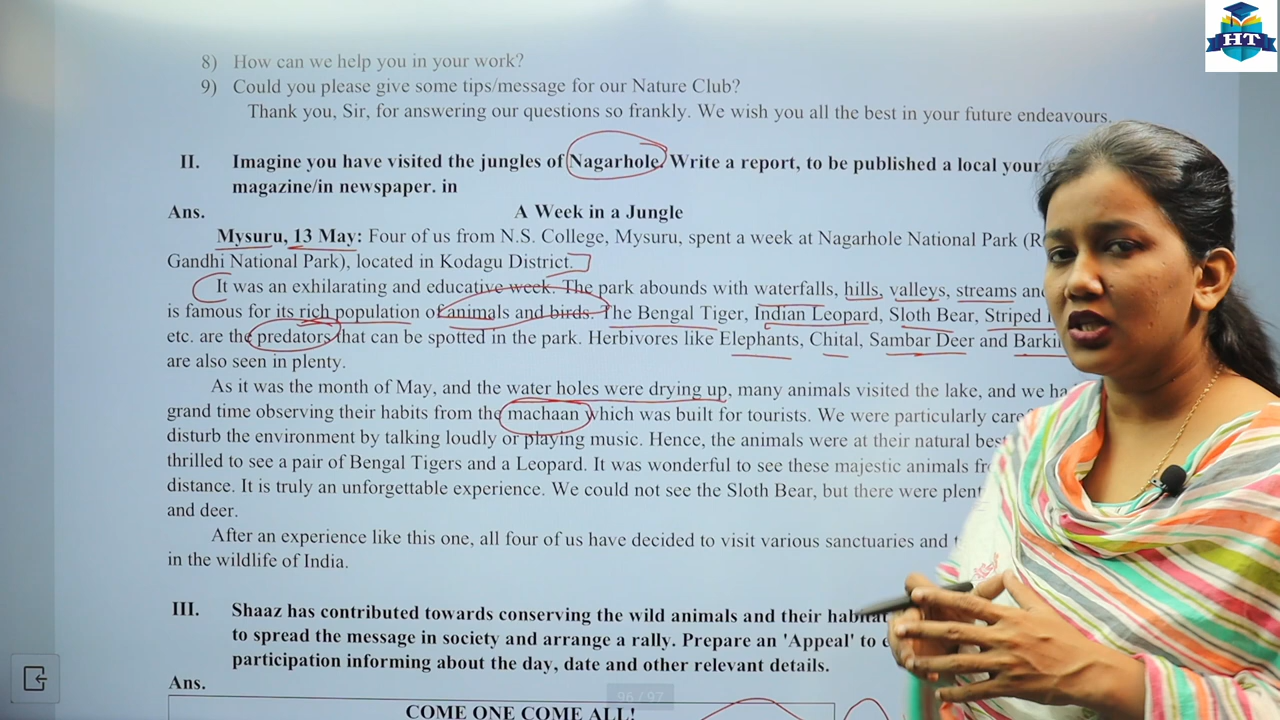 HT
8) How can we help you in your work?
9) Could you please give some tips/message for our Nature Club?
Thank you, Sir, for answering our questions so frankly. We wish you all the best in your future endeavours.
II. Imagine you have visited the jungles of Nagarhole. Write a report, to be published a local your
magazine/in newspaper. in
Ans. A Week in a Jungle
Mysuru, 13 May: Four of us from N.S. College, Mysuru, spent a week at Nagarhole National Park (R
Gandhi National Park), located in Kodagu District.
It was an exhilarating and educative week. The park abounds with waterfalls, hills, valleys, streams and
is famous for its rich population of animals and birds. The Bengal Tiger, Indian Leopard, Sloth Bear, Striped
etc. are the predators that can be spotted in the park. Herbivores like Elephants, Chital, Sambar Deer and
are also seen in plenty.
As it was the month of May, and the water holes were drying up, many animals visited the lake, and we
grand time observing their habits from the machaan which was built for tourists. We were particularly
disturb the environment by talking loudly or playing music. Hence, the animals were at their natural
thrilled to see a pair of Bengal Tigers and a Leopard. It was wonderful to see these majestic animals
distance. It is truly an unforgettable experience. We could not see the Sloth Bear, but there were
and deer.
After an experience like this one, all four of us have decided to visit various sanctuaries and
in the wildlife of India.
III. Shaaz has contributed towards conserving the wild animals and their
to spread the message in society and arrange a rally. Prepare an 'Appeal' to
participation informing about the day, date and other relevant details.
Ans.
96 / 97
COME ONE COME ALL!